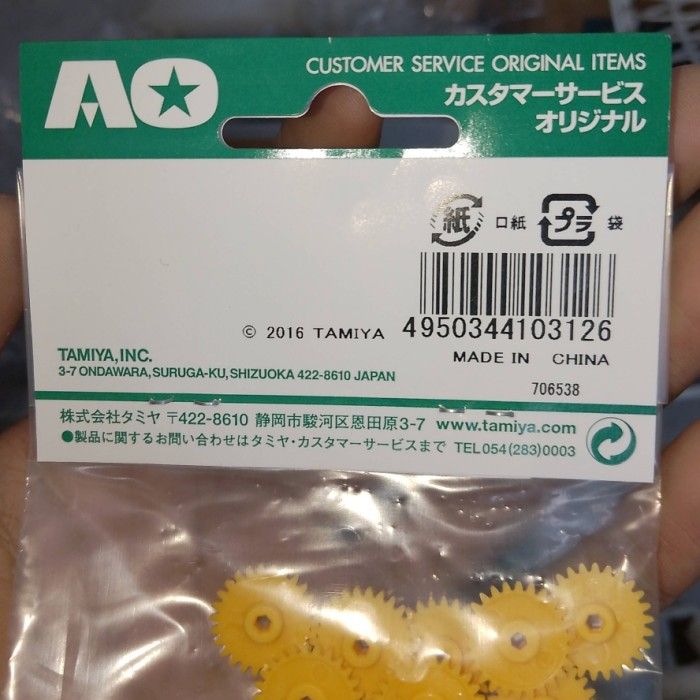 AO
CUSTOMER SERVICE ORIGINAL ITEMS
カスタマーサービス
オリジナル
紙 口紙 プラ 袋
4950344103126
© 2016 TAMIYA
MADE IN CHINA
TAMIYA, INC.
3-7 ONDAWARA, SURUGA-KU, SHIZUOKA 422-8610 JAPAN
706538
株式会社タミヤ 〒422-8610 静岡市駿河区恩田原3-7 www.tamiya.com
●製品に関するお問い合わせはタミヤ・カスタマーサービスまで TEL 054(283)0003